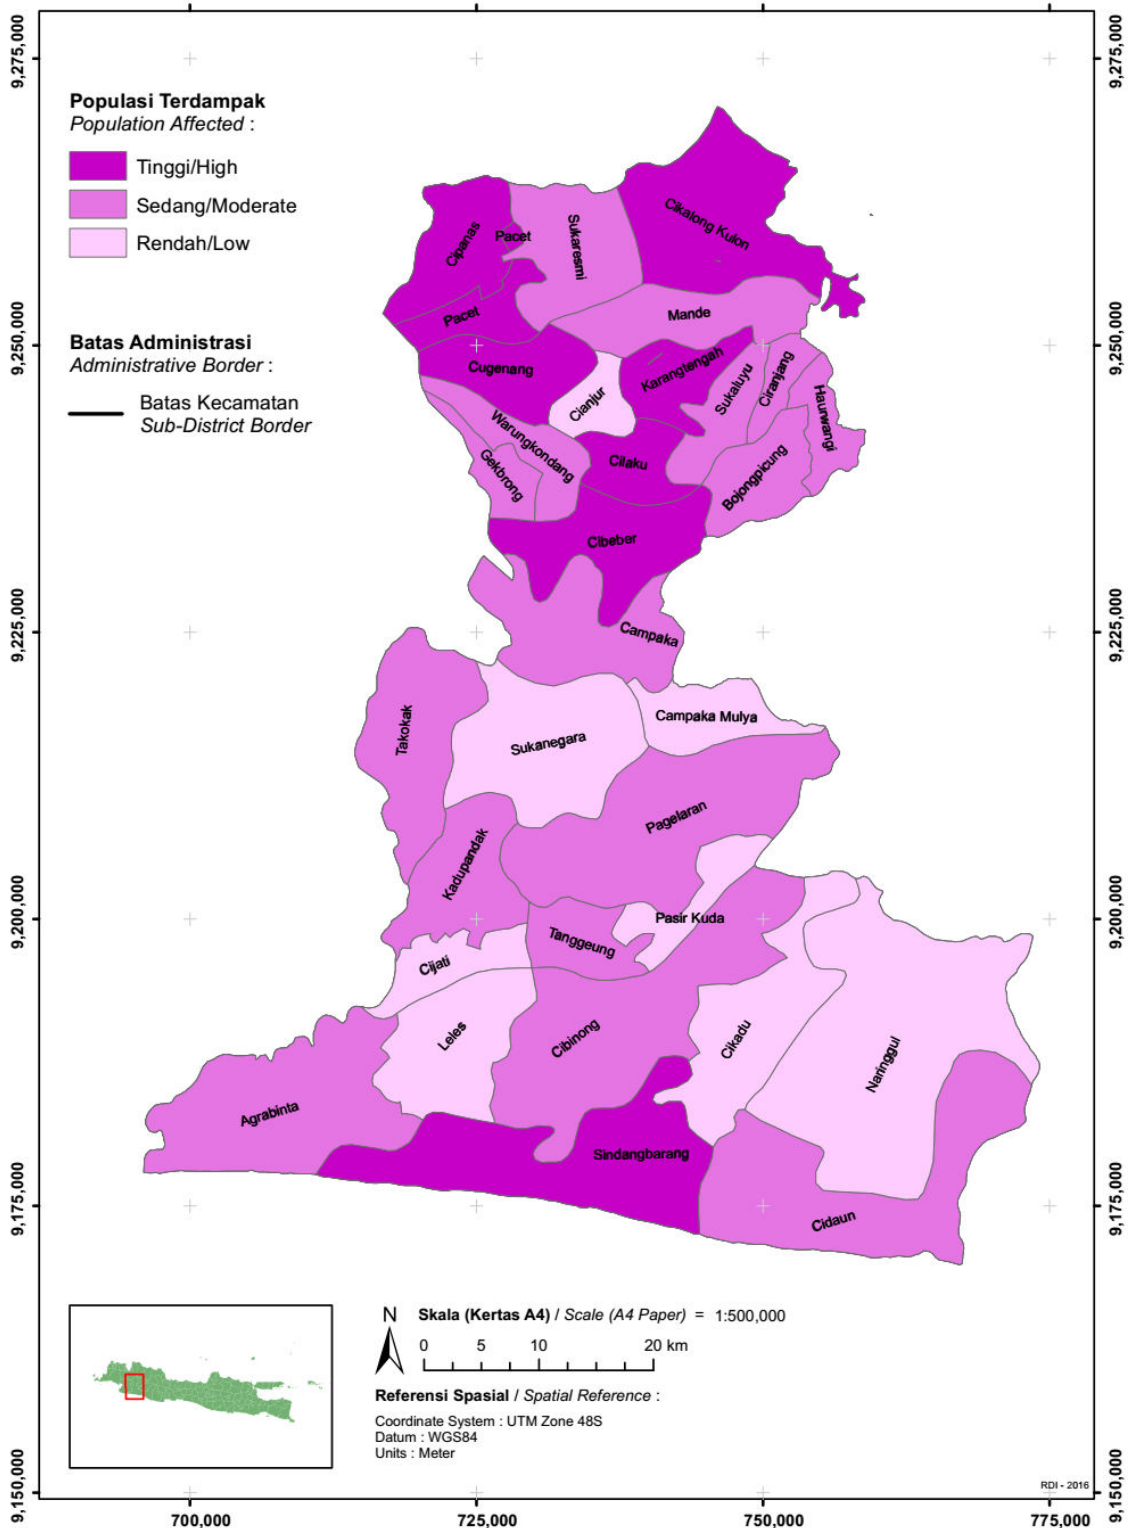 9,275,000
9,275,000
Populasi Terdampak
Population Affected :
Tinggi/High
Sedang/Moderate
Rendah/Low
Batas Administrasi
Administrative Border :
Batas Kecamatan
Sub-District Border
9,250,000
9,250,000
Cikalong Kulon
Cipanas
Pacet
Sukaresmi
Pacet
Mande
Cugenang
Karangtengah
Cianjur
Sukaluyu
Ciranjang
Haurwangi
Warungkondang
Gekbrong
Cilaku
Bojongpicung
Cibeber
9,225,000
9,225,000
Campaka
Takokak
Sukanegara
Campaka Mulya
Pagelaran
Kadupandak
9,200,000
9,200,000
Pasir Kuda
Tanggeung
Cijati
Leles
Cibinong
Cikadu
Naringgul
Agrabinta
Sindangbarang
Cidaun
9,175,000
9,175,000
N
Skala (Kertas A4) / Scale (A4 Paper) = 1:500,000
0 5 10 20 km
Referensi Spasial / Spatial Reference :
Coordinate System : UTM Zone 48S
Datum : WGS84
Units : Meter
RDI - 2016
9,150,000
9,150,000
700,000 725,000 750,000 775,000